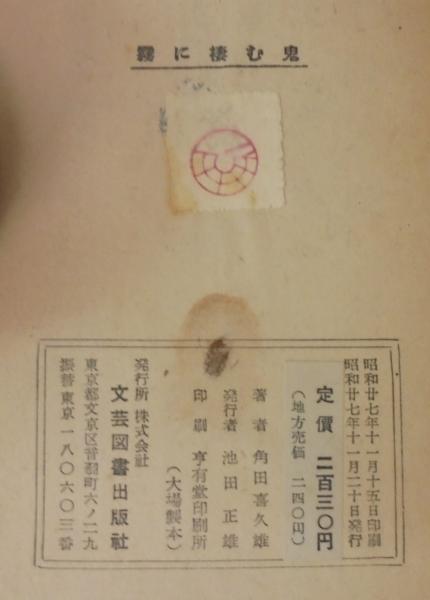 霧に棲む鬼
昭和廿七年十一月十五日印刷
昭和廿七年十一月二十日発行
定價 二百三〇円
（地方売価 二四〇円）
著者 角田喜久雄
発行者 池田正雄
印刷 亨有堂印刷所
（大場製本）
発行所 株式会社
文芸図書出版社
東京都文京区音羽町六ノ二九
振替東京一八〇六〇三番